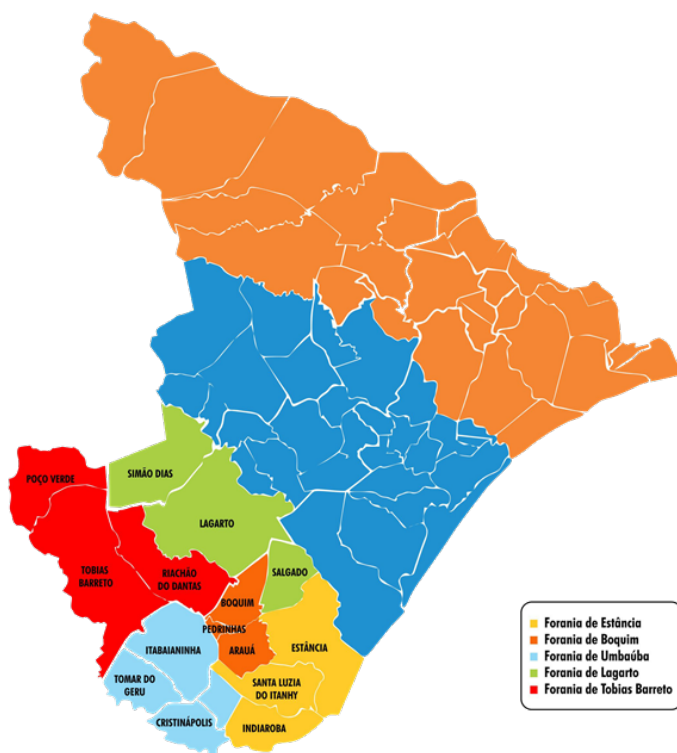 POÇO VERDE
SIMÃO DIAS
LAGARTO
TOBIAS
BARRETO
RIACHÃO
DO DANTAS
SALGADO
BOQUIM
PEDRINHAS
ARAUÁ
ITABAIANINHA
ESTÂNCIA
TOMAR DO
GERU
SANTA LUZIA
DO ITANHY
CRISTINÁPOLIS
INDIAROBA
Forania de Estância
Forania de Boquim
Forania de Umbaúba
Forania de Lagarto
Forania de Tobias Barreto